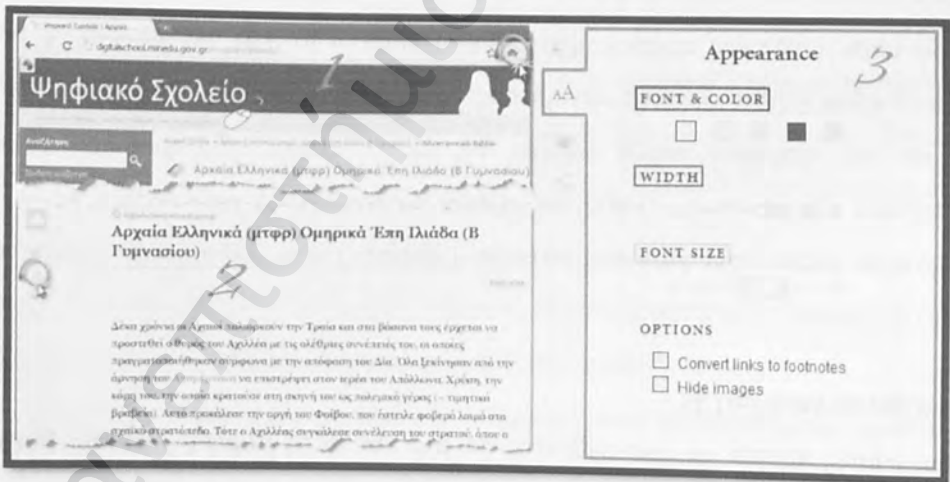 digitalschool.minedu.gov.gr
1
Ψηφιακό Σχολείο
Αναζήτηση
Αρχαία Ελληνικά (μτφρ) Ομηρικά Έπη Ιλιάδα (Β Γυμνασίου)
Αρχαία Ελληνικά (μτφρ) Ομηρικά Έπη Ιλιάδα (Β
Γυμνασίου)
2
Δέκα χρόνια οι Αχαιοί πολιορκούν την Τροία και στα βάσανα τους έρχεται να
προστεθεί ο θυμός του Αχιλλέα με τις ολέθριες συνέπειές του, οι οποίες
πραγματοποιήθηκαν σύμφωνα με την απόφαση του Δία. Όλα ξεκίνησαν από την
άρνηση του να επιστρέψει στον ιερέα του Απόλλωνα, Χρύση, την
κόρη του, την οποία κρατούσε στη σκηνή του ως πολεμικό γέρας (= τιμητικό
βραβείο). Αυτό προκάλεσε την οργή του Φοίβου, που έστειλε φοβερό λοιμό στο
αχαϊκό στρατόπεδο. Τότε ο Αχιλλέας συγκάλεσε συνέλευση του στρατού, όπου ο
AA
Appearance
3
FONT & COLOR
WIDTH
FONT SIZE
OPTIONS
Convert links to footnotes
Hide images